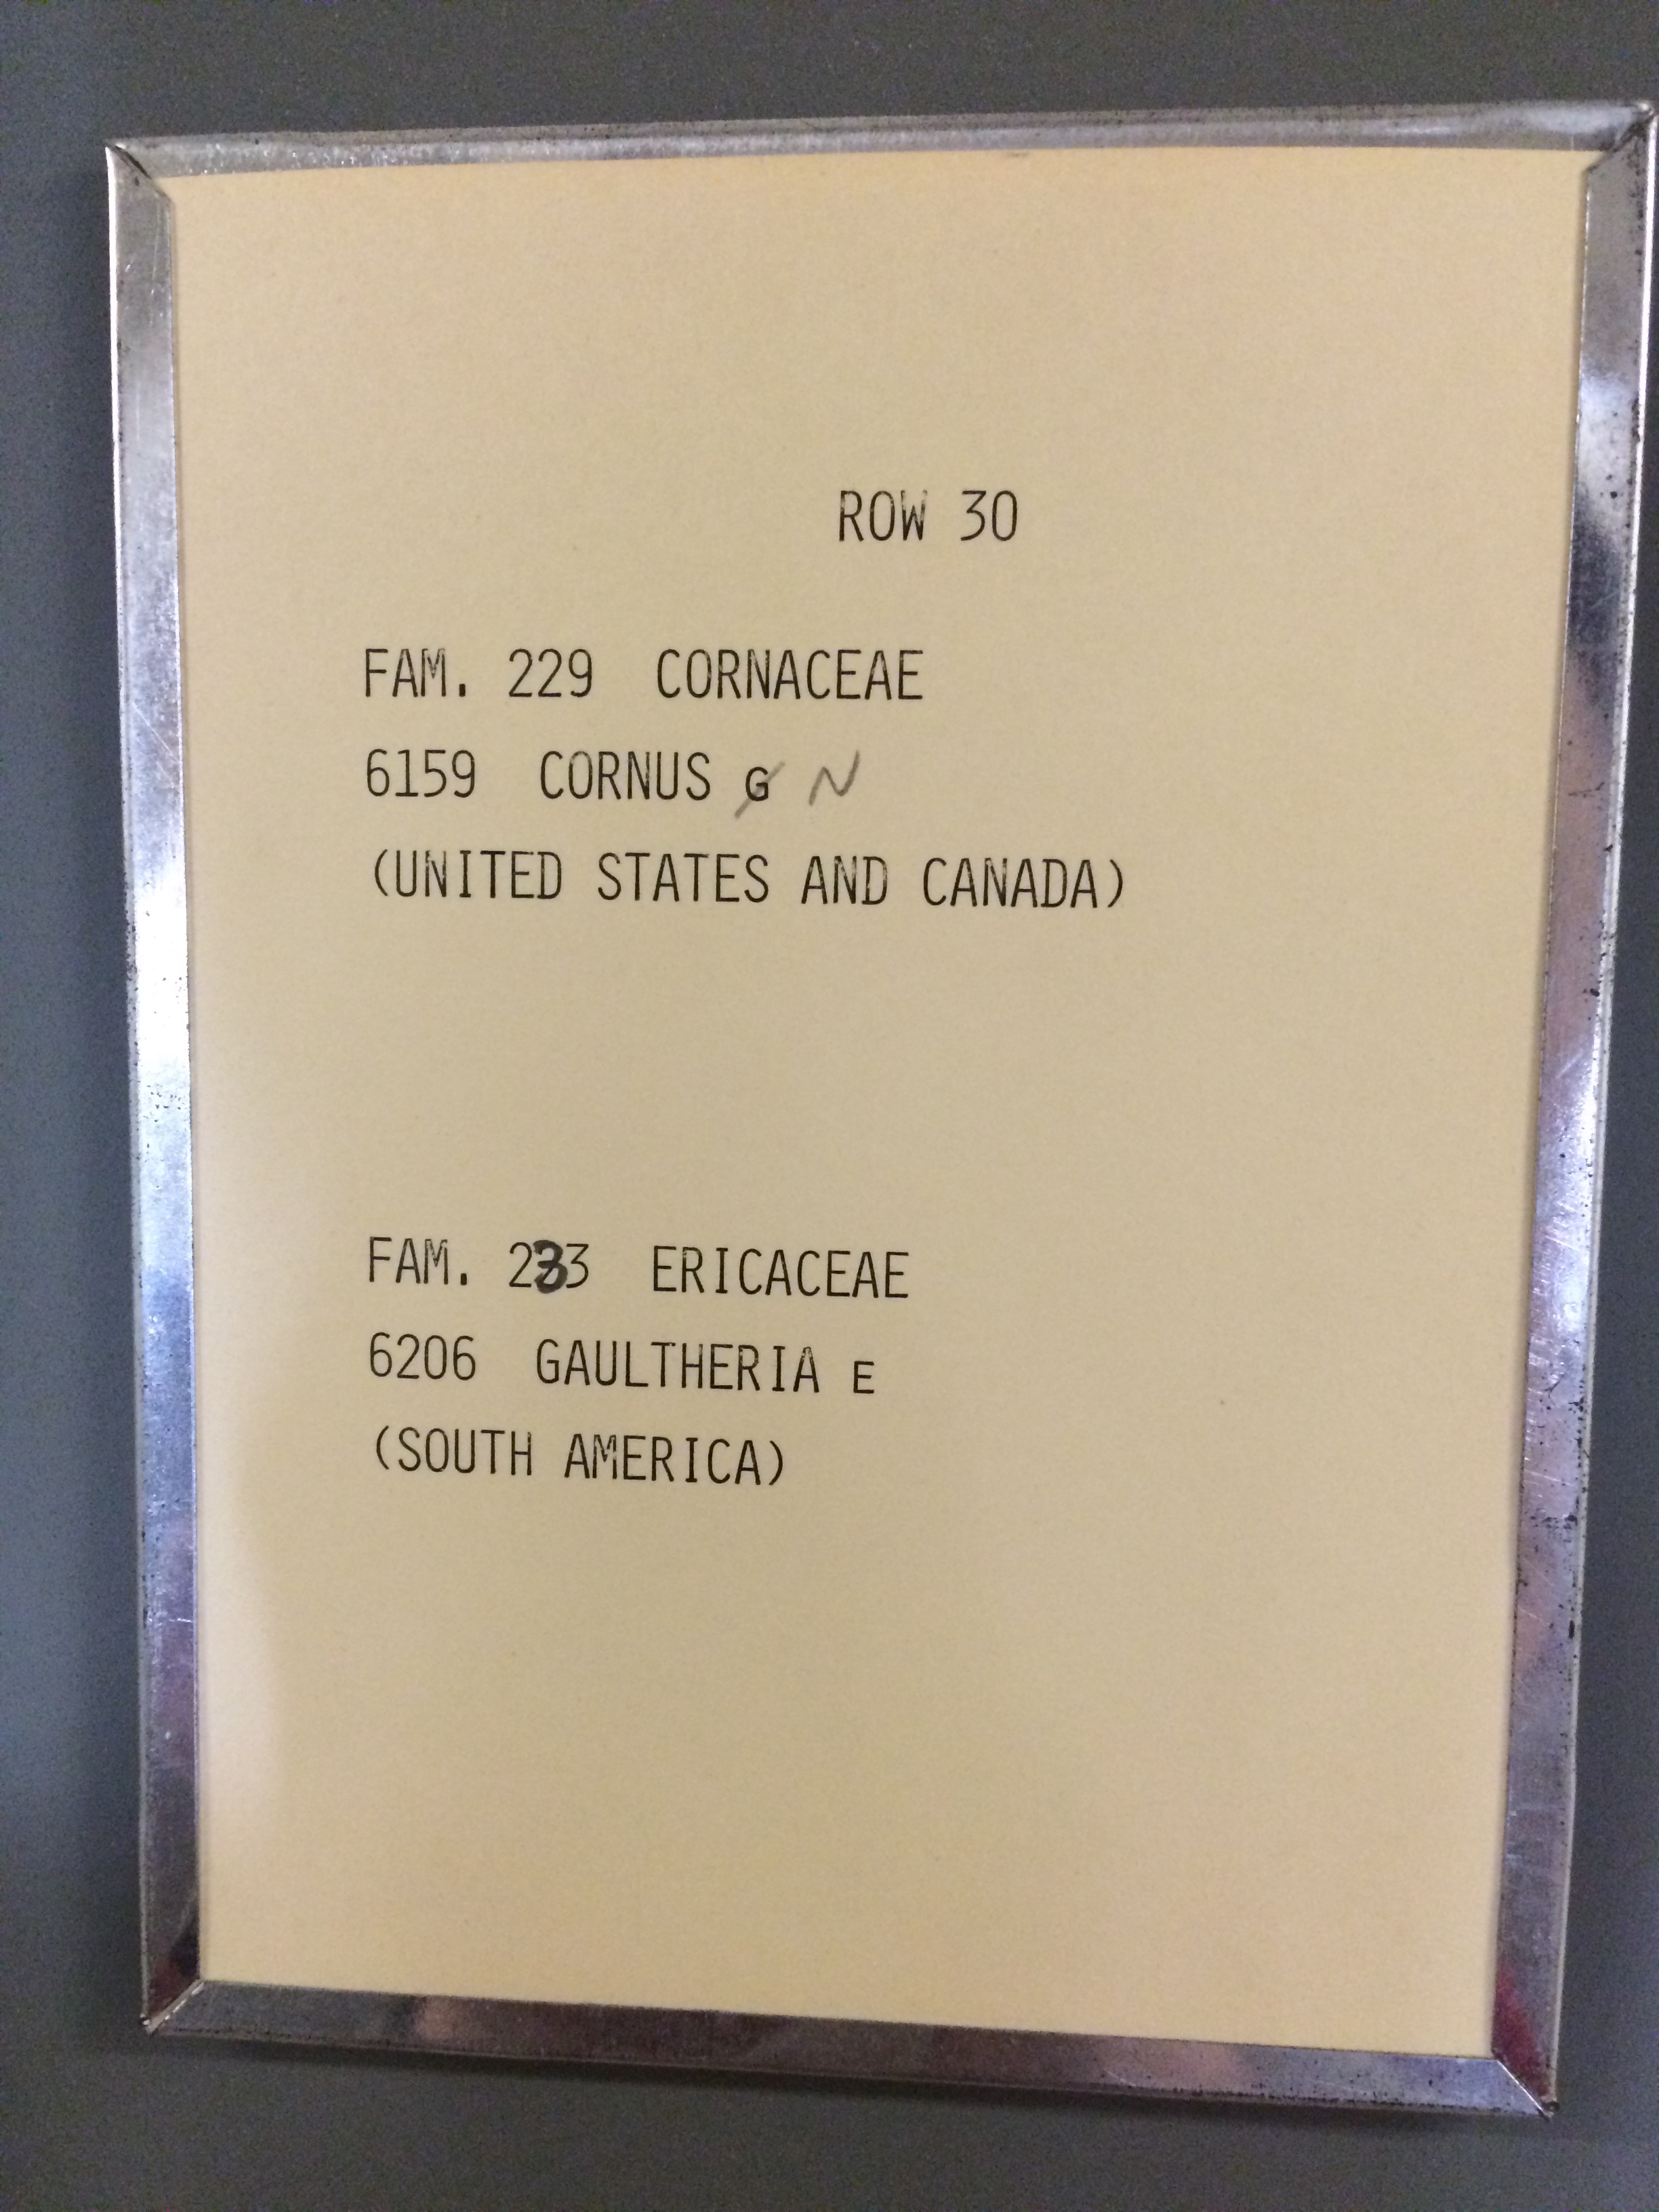 ROW 30
FAM. 229 CORNACEAE
6159 CORNUS G N
(UNITED STATES AND CANADA)
FAM. 233 ERICACEAE
6206 GAULTHERIA E
(SOUTH AMERICA)